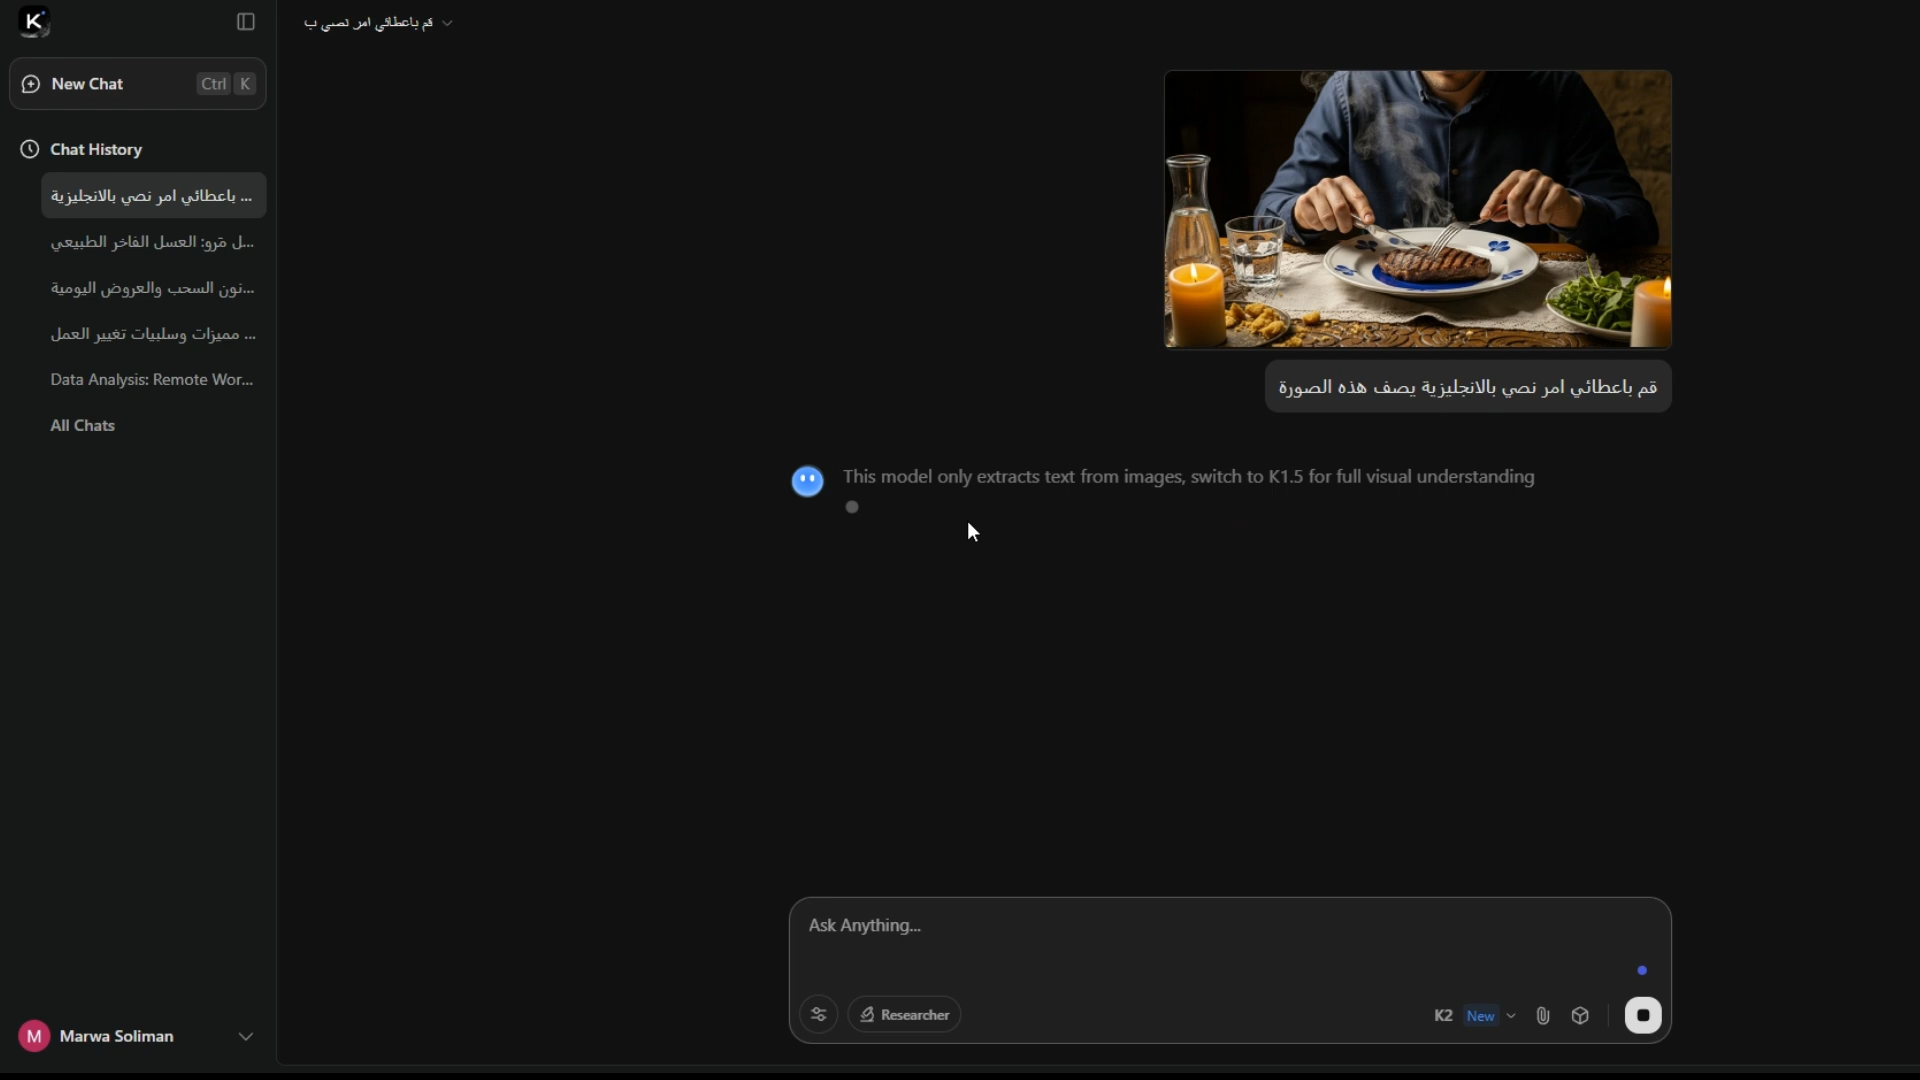 K
New Chat
Ctrl K
Chat History
... باعطائي امر نصي بالانجليزية
...ل مَرو: العسل الفاخر الطبيعي
...نون السحب والعروض اليومية
... مميزات وسلبيات تغيير العمل
Data Analysis: Remote Wor...
All Chats
M Marwa Soliman
قم باعطائي امر نصي ب
قم باعطائي امر نصي بالانجليزية يصف هذه الصورة
This model only extracts text from images, switch to K1.5 for full visual understanding
Ask Anything...
Researcher
K2 New